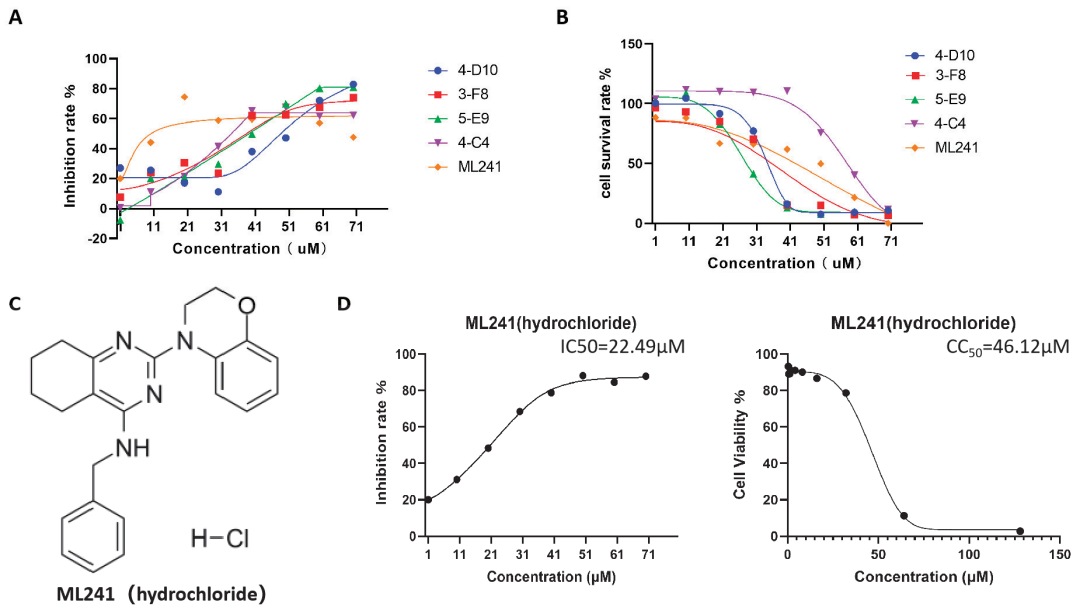 A
Inhibition rate %
100
80
60
40
20
0
-20
1 11 21 31 41 51 61 71
Concentration ( uM)
4-D10
3-F8
5-E9
4-C4
ML241
B
cell survival rate %
150
100
50
0
1 11 21 31 41 51 61 71
Concentration ( uM)
4-D10
3-F8
5-E9
4-C4
ML241
C
O
N
N
N
NH
H-Cl
ML241 (hydrochloride)
D
ML241(hydrochloride)
IC50=22.49μM
Inhibition rate %
100
80
60
40
20
0
1 11 21 31 41 51 61 71
Concentration (μM)
ML241(hydrochloride)
CC₅₀=46.12μM
Cell Viability %
100
80
60
40
20
0
0 50 100 150
Concentration (μM)